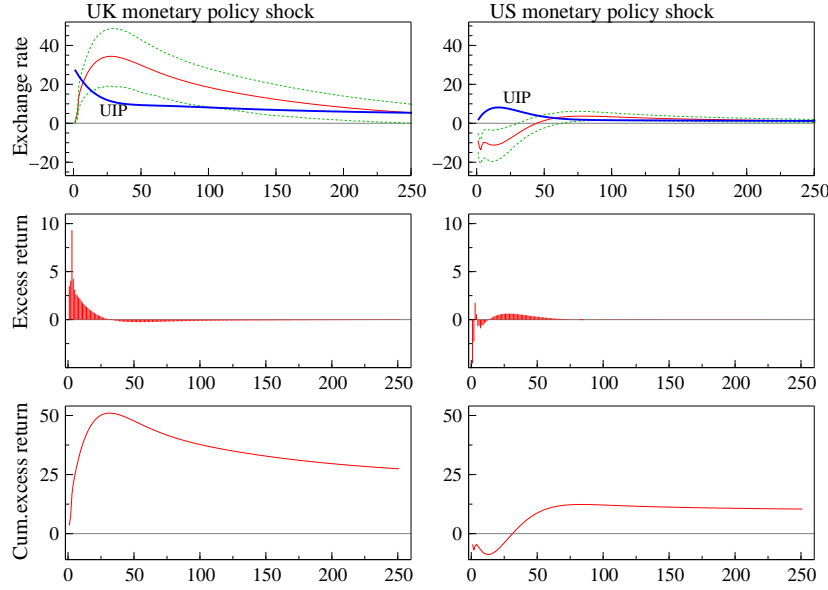 UK monetary policy shock
US monetary policy shock
Exchange rate
40
20
0
−20
UIP
0 50 100 150 200 250
40
20
0
−20
UIP
0 50 100 150 200 250
Excess return
10
5
0
0 50 100 150 200 250
10
5
0
0 50 100 150 200 250
Cum.excess return
50
25
0
0 50 100 150 200 250
50
25
0
0 50 100 150 200 250